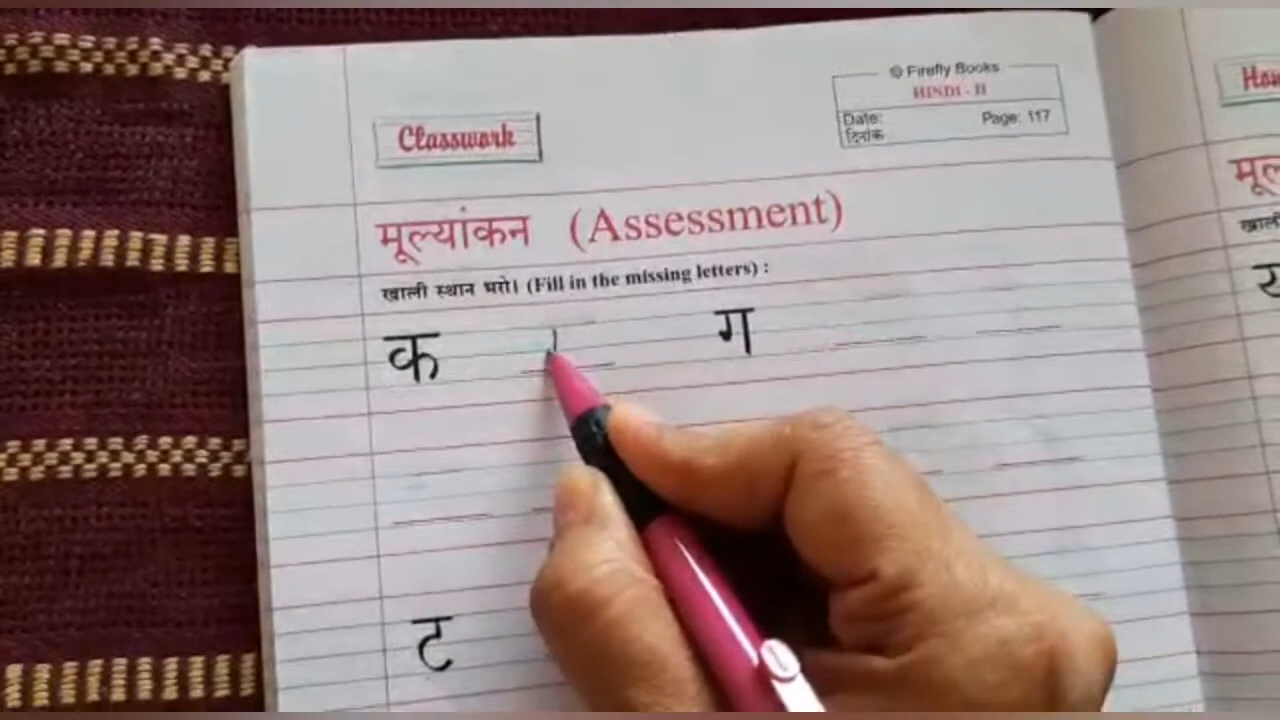 © Firefly Books
HINDI - II
Classwork
Date: Page: 117
दिनांक
मूल्यांकन (Assessment)
खाली स्थान भरो। (Fill in the missing letters) :
क ग
ट